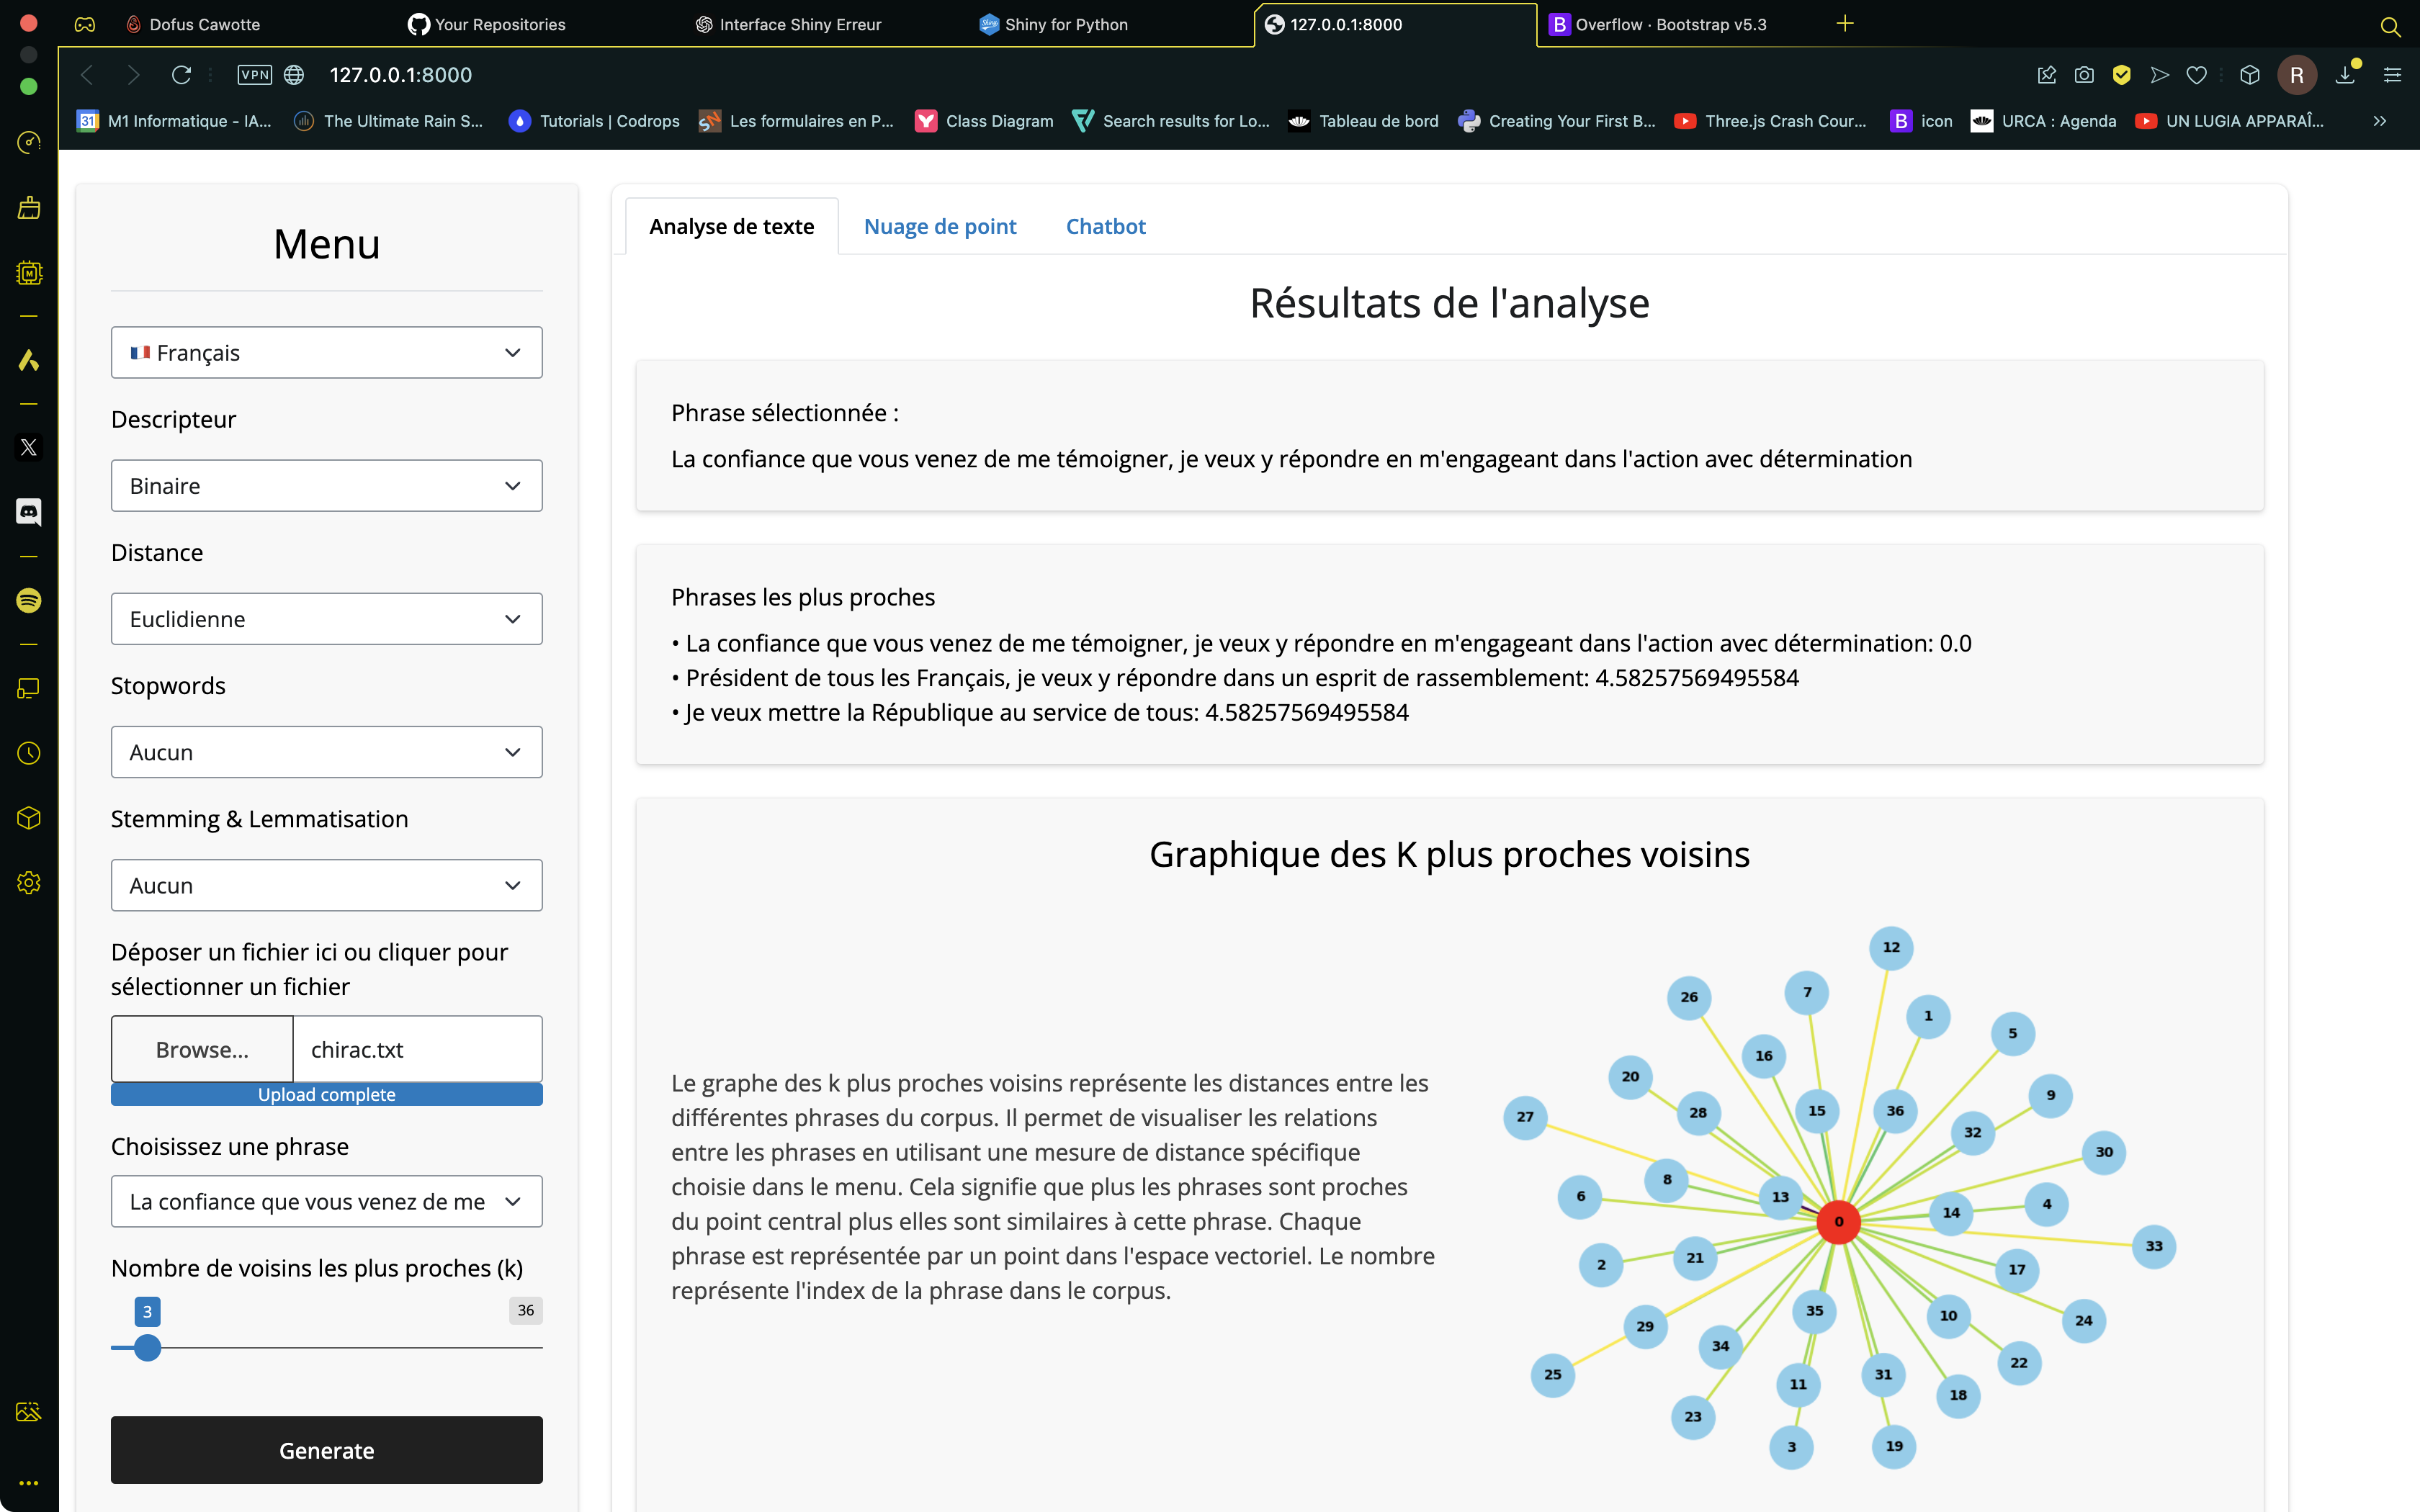 Dofus Cawotte
Your Repositories
Interface Shiny Erreur
Shiny for Python
127.0.0.1:8000
B Overflow · Bootstrap v5.3
VPN
127.0.0.1:8000
R
31 M1 Informatique - IA...
The Ultimate Rain S...
Tutorials | Codrops
Les formulaires en P...
Class Diagram
Search results for Lo...
Tableau de bord
Creating Your First B...
Three.js Crash Cour...
B icon
URCA : Agenda
UN LUGIA APPARAÎ...
Menu
Français
Descripteur
Binaire
Distance
Euclidienne
Stopwords
Aucun
Stemming & Lemmatisation
Aucun
Déposer un fichier ici ou cliquer pour
sélectionner un fichier
Browse...
chirac.txt
Upload complete
Choisissez une phrase
La confiance que vous venez de me
Nombre de voisins les plus proches (k)
3
36
Generate
Analyse de texte
Nuage de point
Chatbot
Résultats de l'analyse
Phrase sélectionnée :
La confiance que vous venez de me témoigner, je veux y répondre en m'engageant dans l'action avec détermination
Phrases les plus proches
• La confiance que vous venez de me témoigner, je veux y répondre en m'engageant dans l'action avec détermination: 0.0
• Président de tous les Français, je veux y répondre dans un esprit de rassemblement: 4.58257569495584
• Je veux mettre la République au service de tous: 4.58257569495584
Graphique des K plus proches voisins
Le graphe des k plus proches voisins représente les distances entre les
différentes phrases du corpus. Il permet de visualiser les relations
entre les phrases en utilisant une mesure de distance spécifique
choisie dans le menu. Cela signifie que plus les phrases sont proches
du point central plus elles sont similaires à cette phrase. Chaque
phrase est représentée par un point dans l'espace vectoriel. Le nombre
représente l'index de la phrase dans le corpus.
12
7
26
1
5
16
20
9
15
36
28
27
32
30
8
6
13
4
14
0
33
21
2
17
35
10
24
29
34
22
31
25
11
18
23
19
3